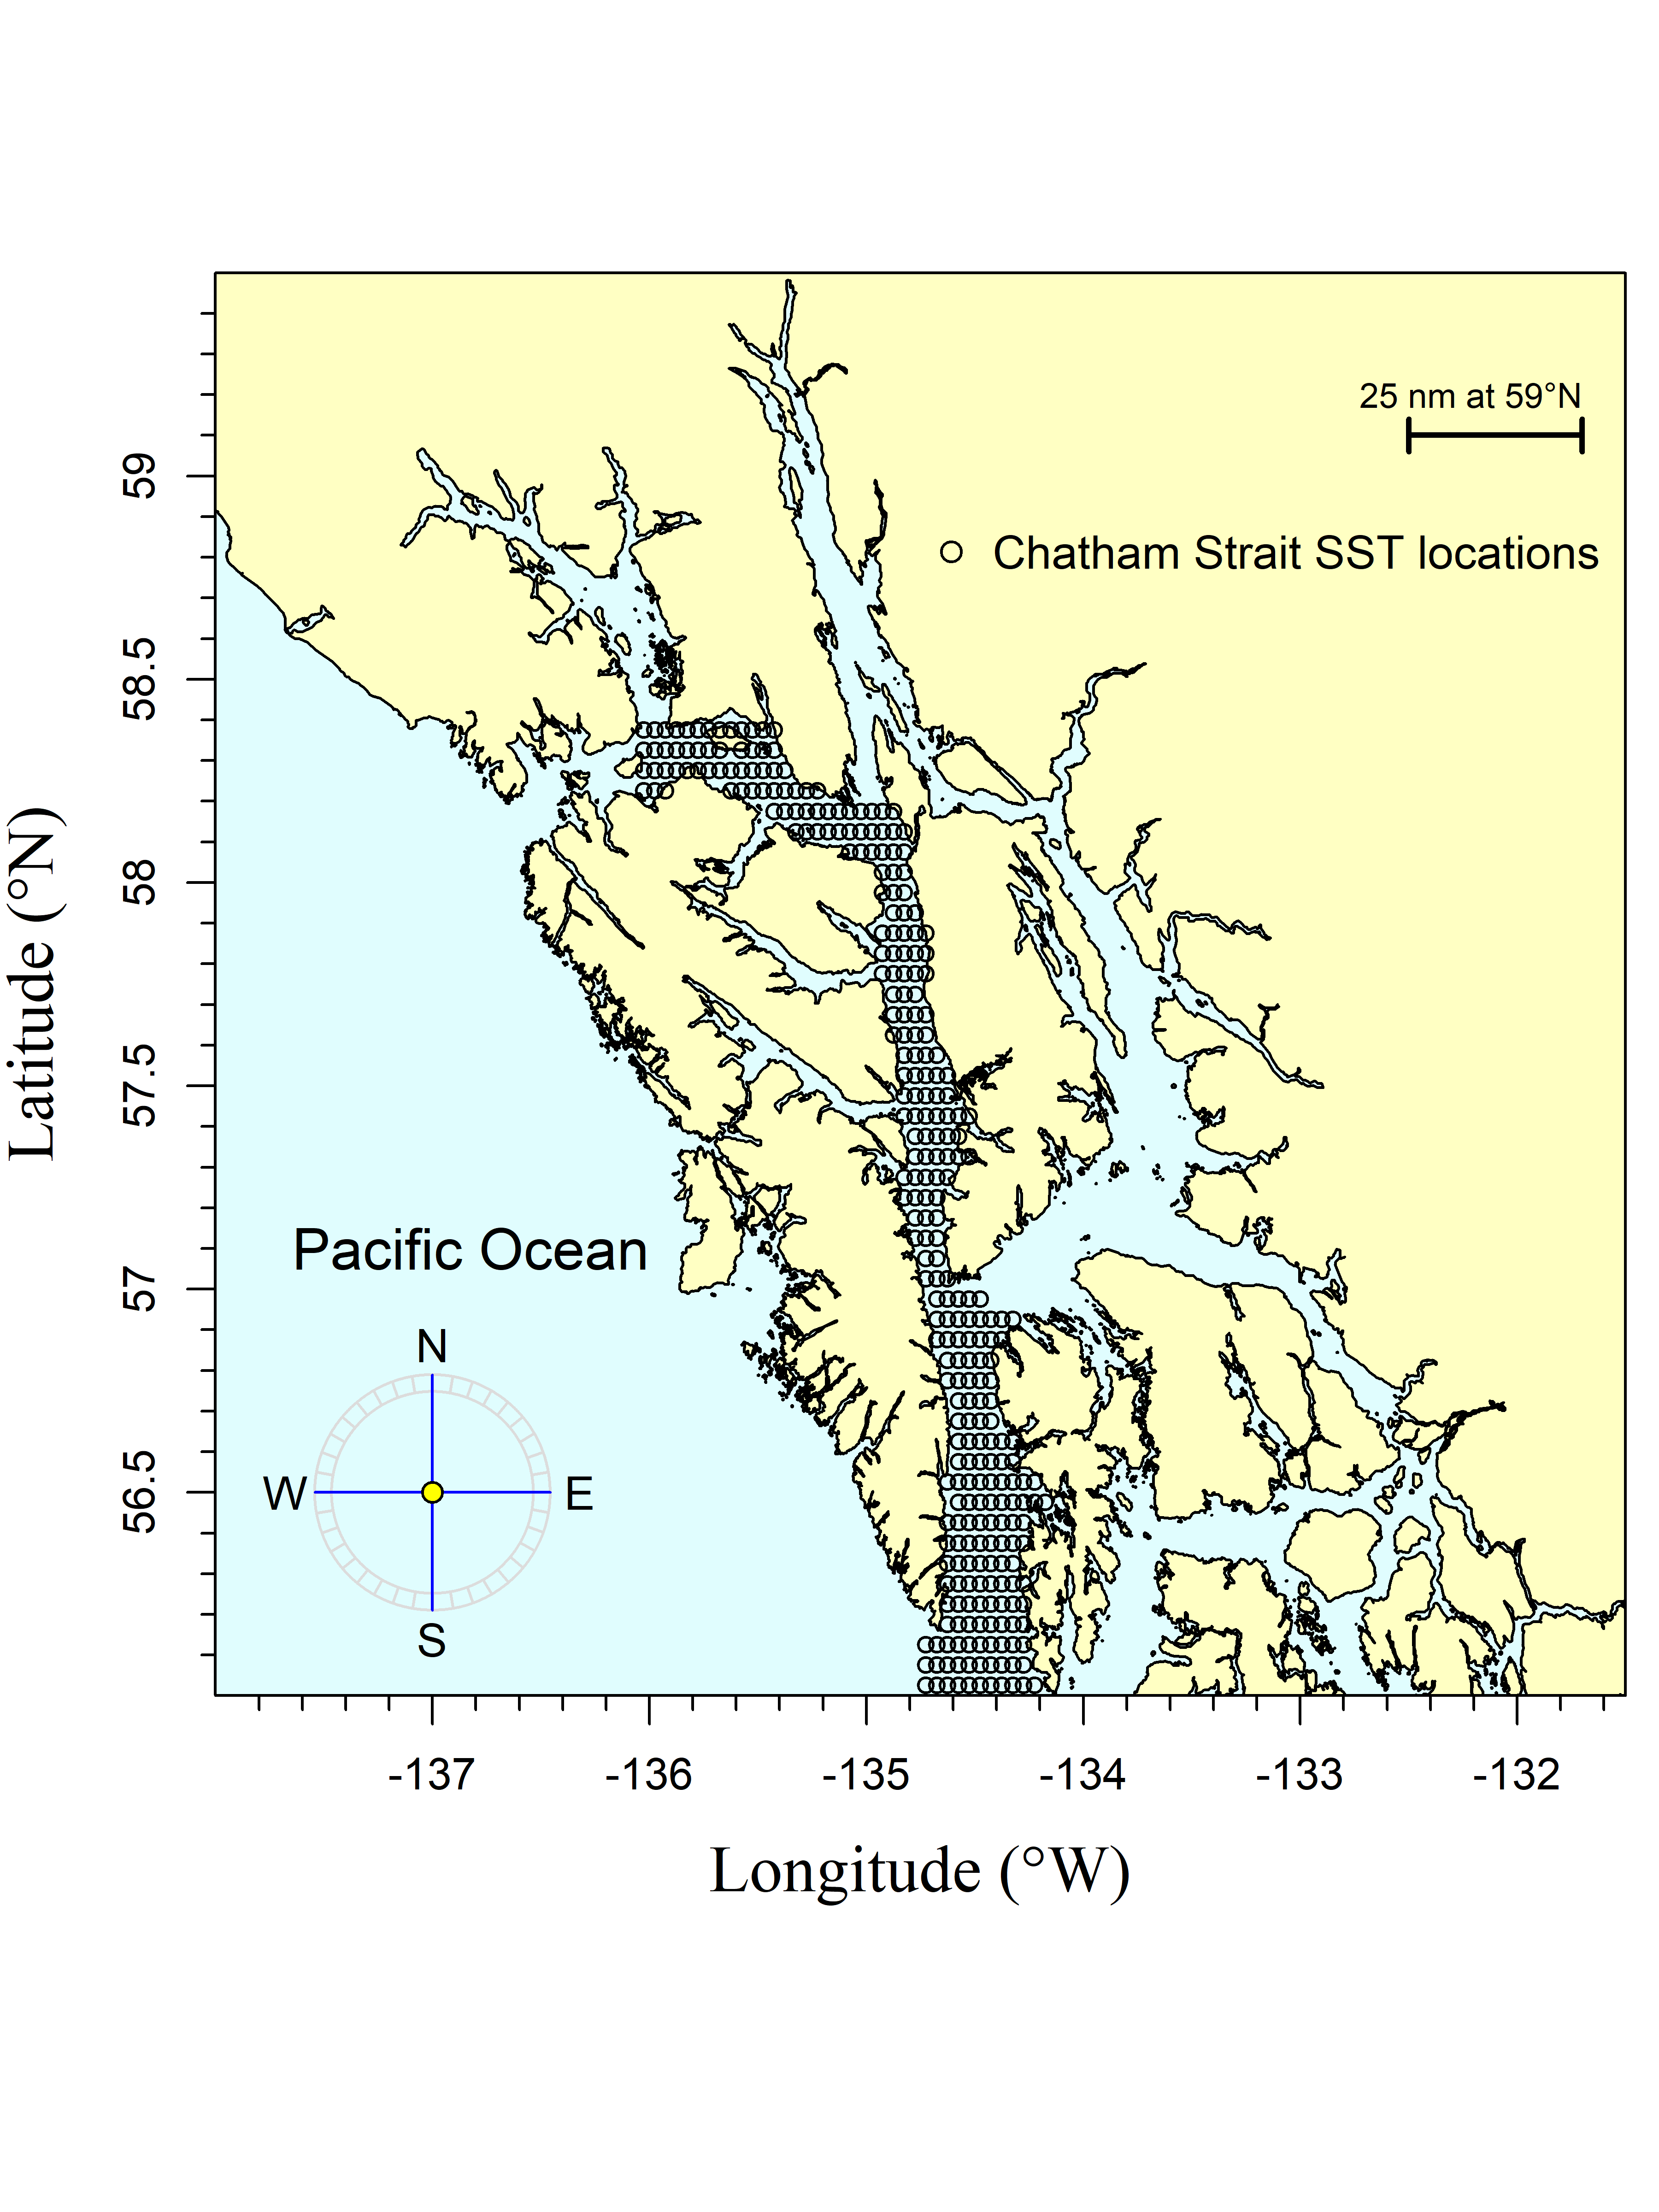 25 nm at 59°N
Chatham Strait SST locations
Pacific Ocean
N
W
E
S
59
58.5
58
57.5
57
56.5
Latitude (°N)
-137
-136
-135
-134
-133
-132
Longitude (°W)